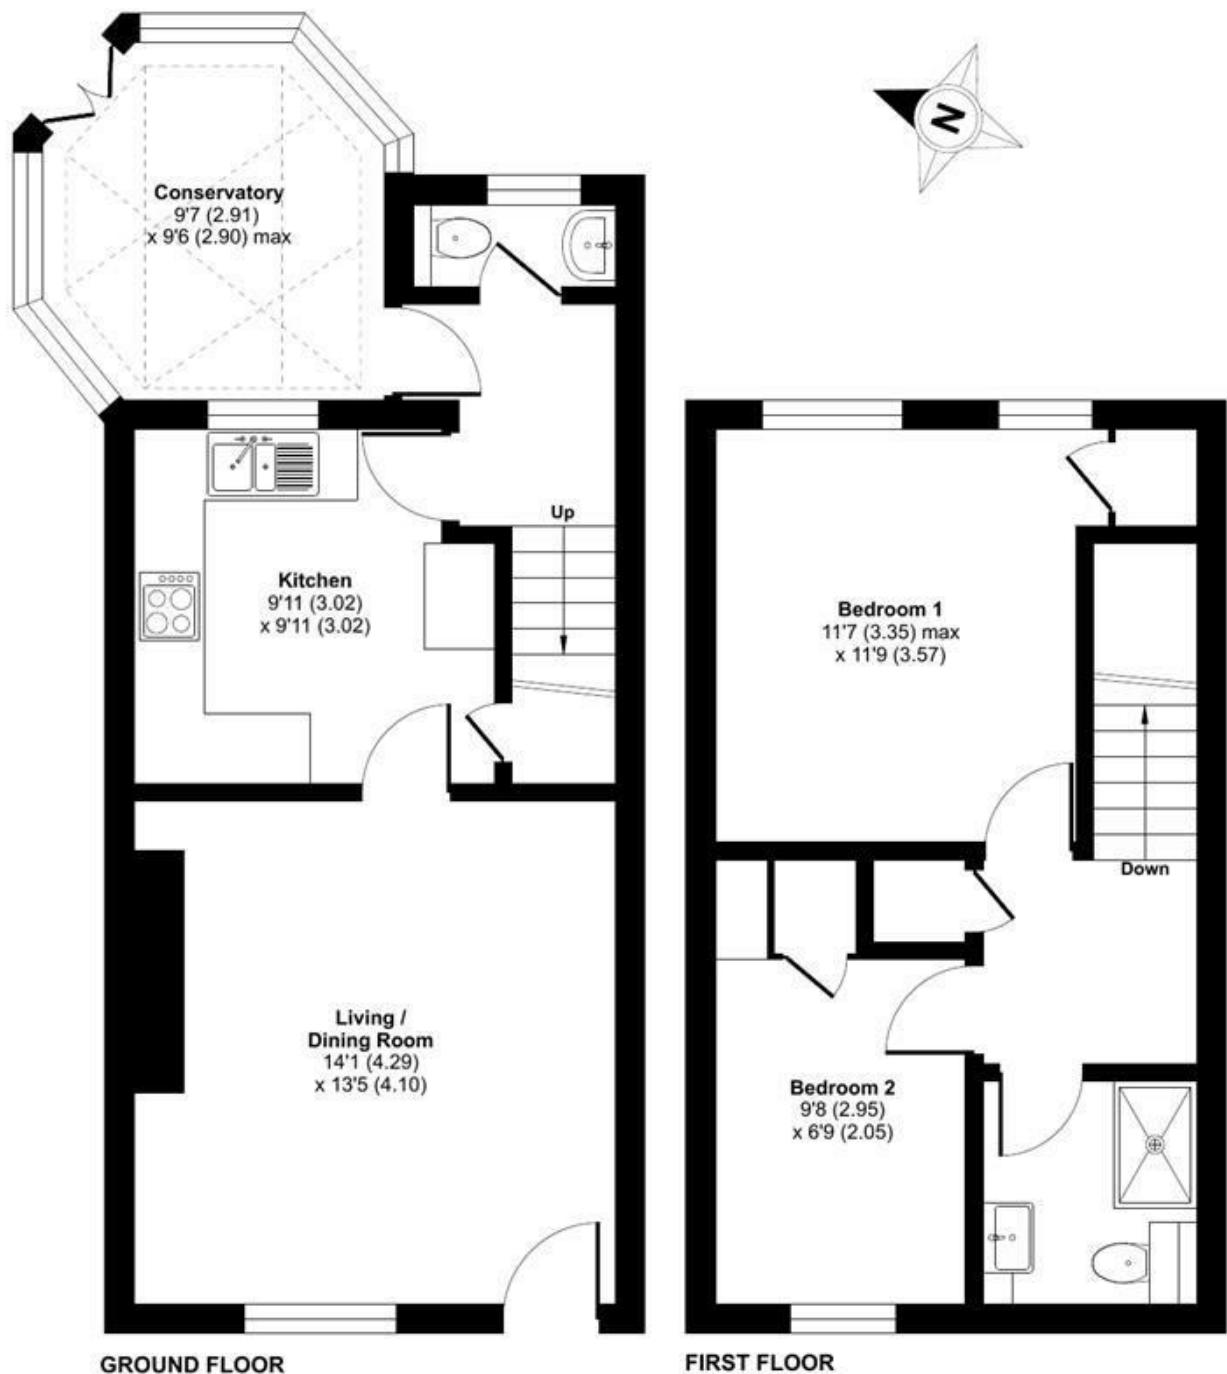 N
Conservatory
9'7 (2.91)
x 9'6 (2.90) max
Up
Kitchen
9'11 (3.02)
x 9'11 (3.02)
Bedroom 1
11'7 (3.35) max
x 11'9 (3.57)
Down
Living /
Dining Room
14'1 (4.29)
x 13'5 (4.10)
Bedroom 2
9'8 (2.95)
x 6'9 (2.05)
GROUND FLOOR
FIRST FLOOR